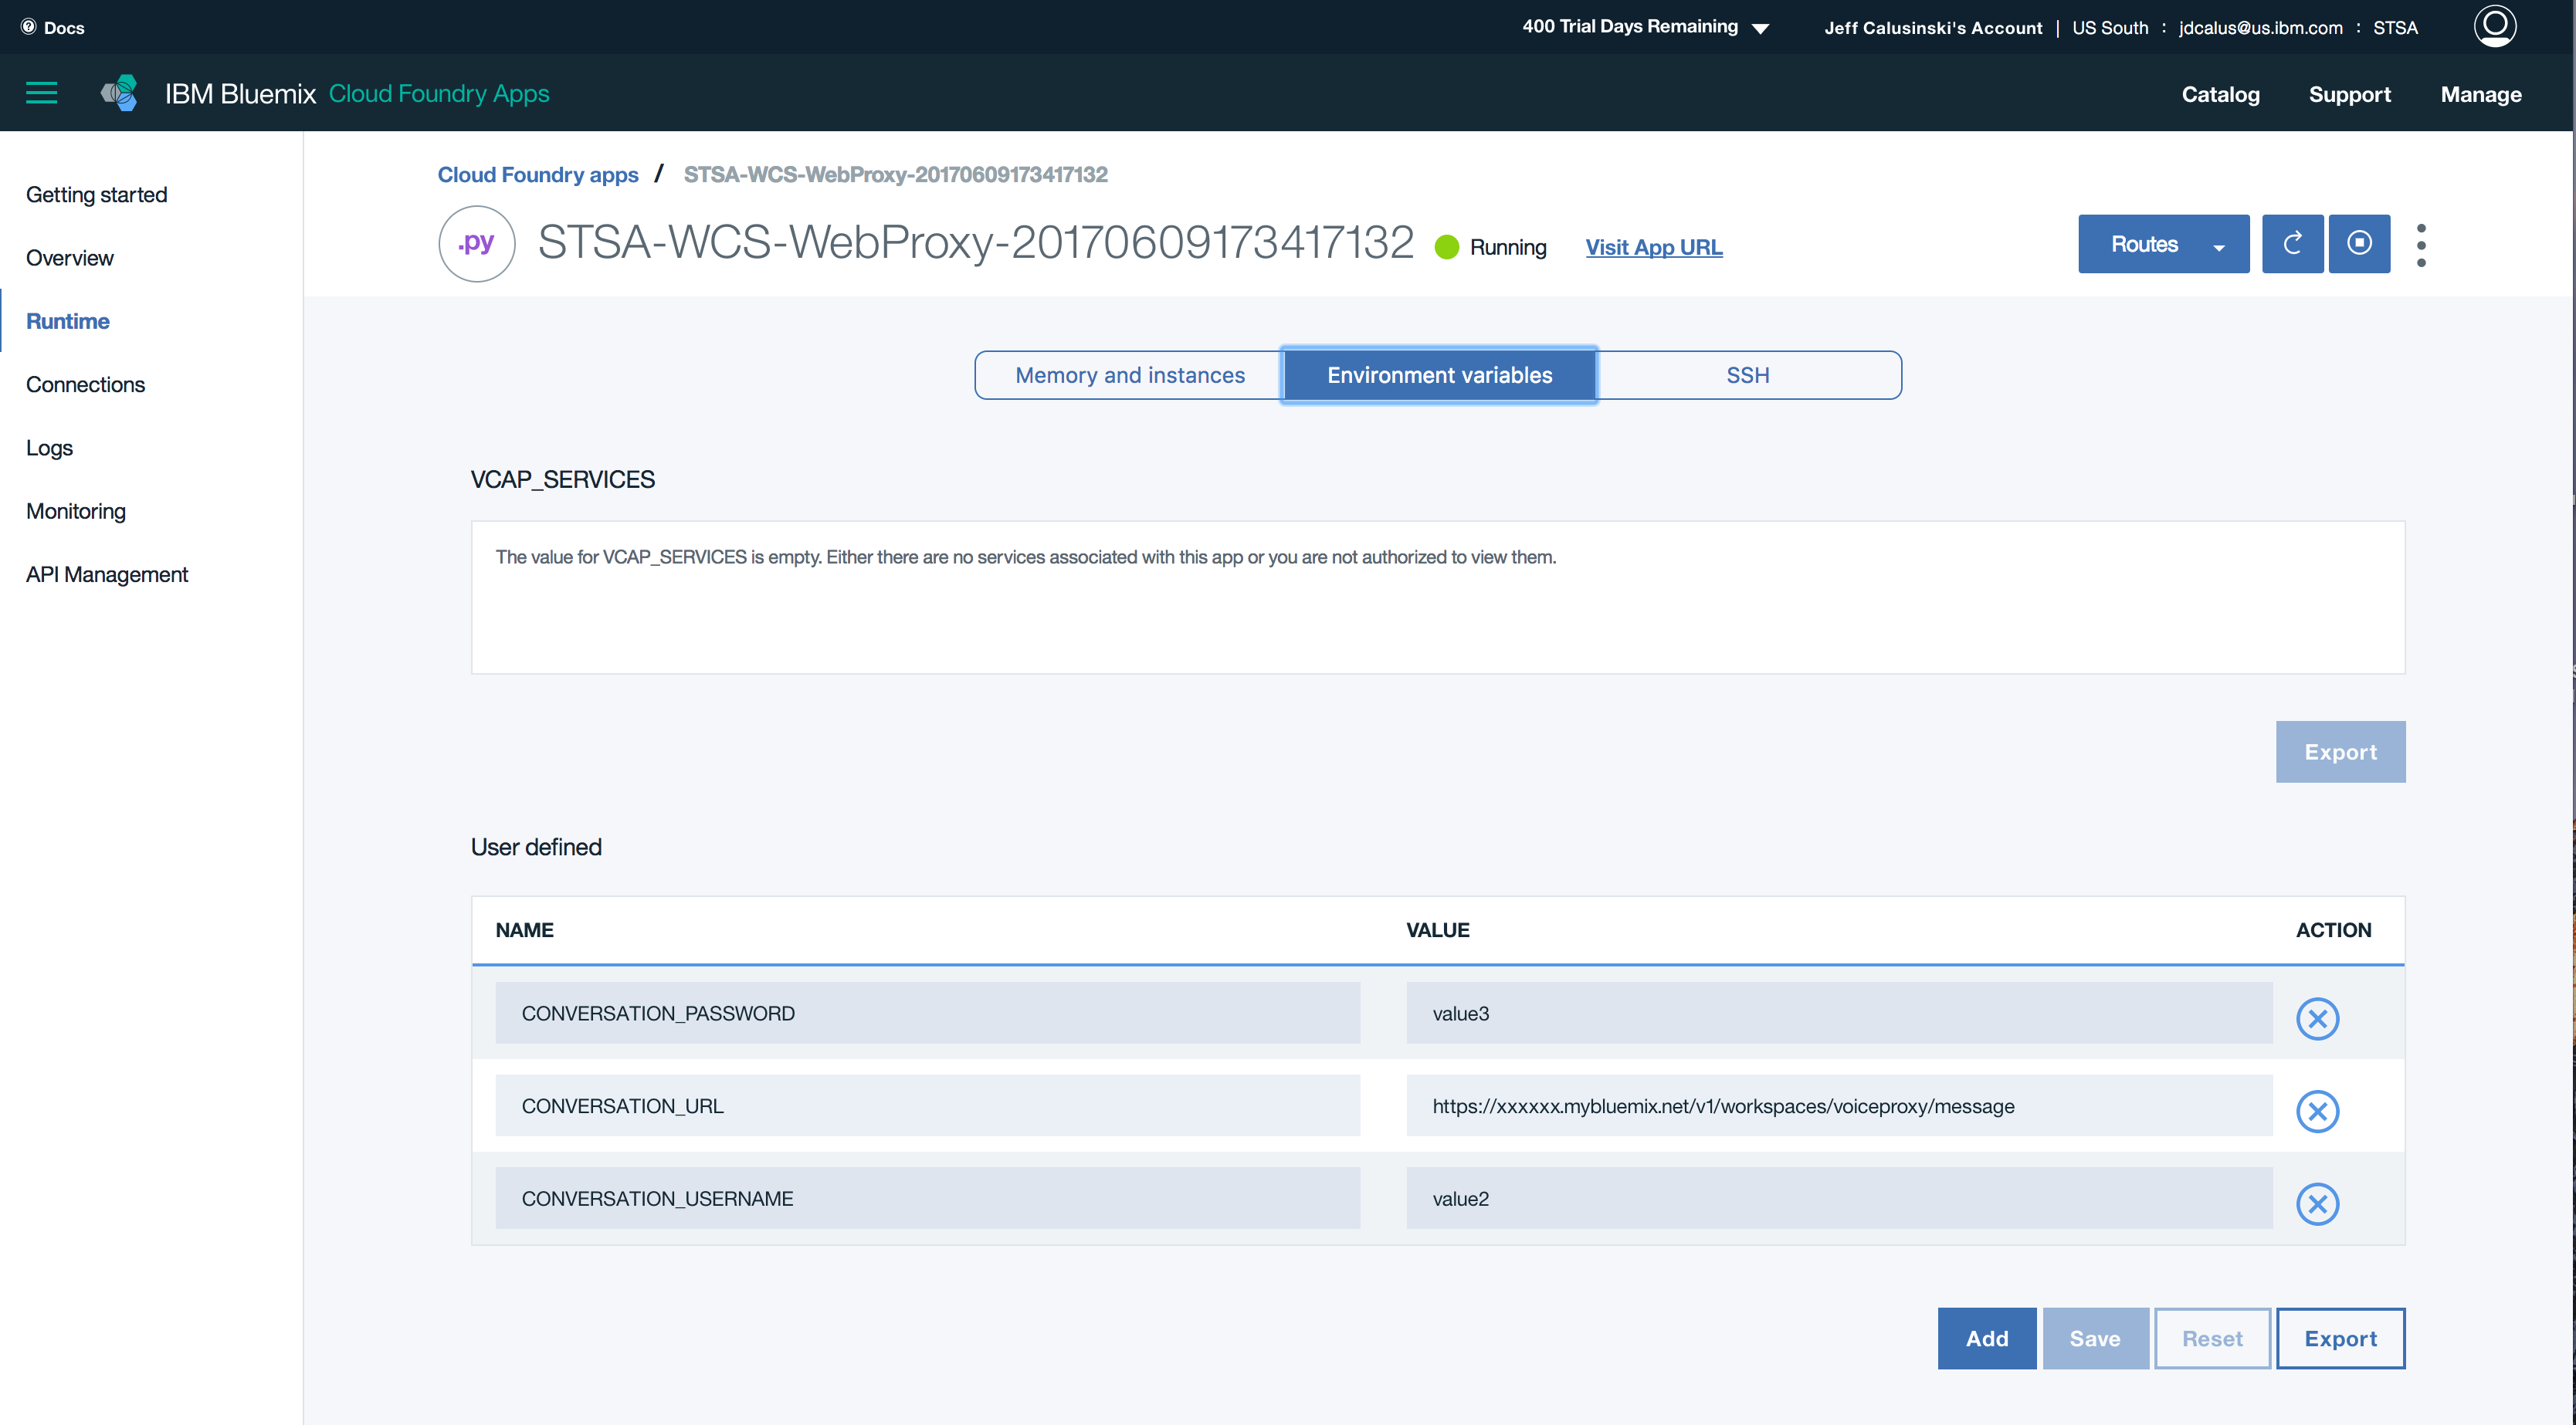 Docs
400 Trial Days Remaining
Jeff Calusinski's Account | US South : jdcalus@us.ibm.com : STSA
IBM Bluemix Cloud Foundry Apps
Catalog
Support
Manage
Getting started
Overview
Runtime
Connections
Logs
Monitoring
API Management
Cloud Foundry apps / STSA-WCS-WebProxy-20170609173417132
.py
STSA-WCS-WebProxy-20170609173417132
Running
Visit App URL
Routes
Memory and instances
Environment variables
SSH
VCAP_SERVICES
The value for VCAP_SERVICES is empty. Either there are no services associated with this app or you are not authorized to view them.
Export
User defined
NAME VALUE ACTION
CONVERSATION_PASSWORD value3
CONVERSATION_URL https://xxxxxx.mybluemix.net/v1/workspaces/voiceproxy/message
CONVERSATION_USERNAME value2
Add
Save
Reset
Export